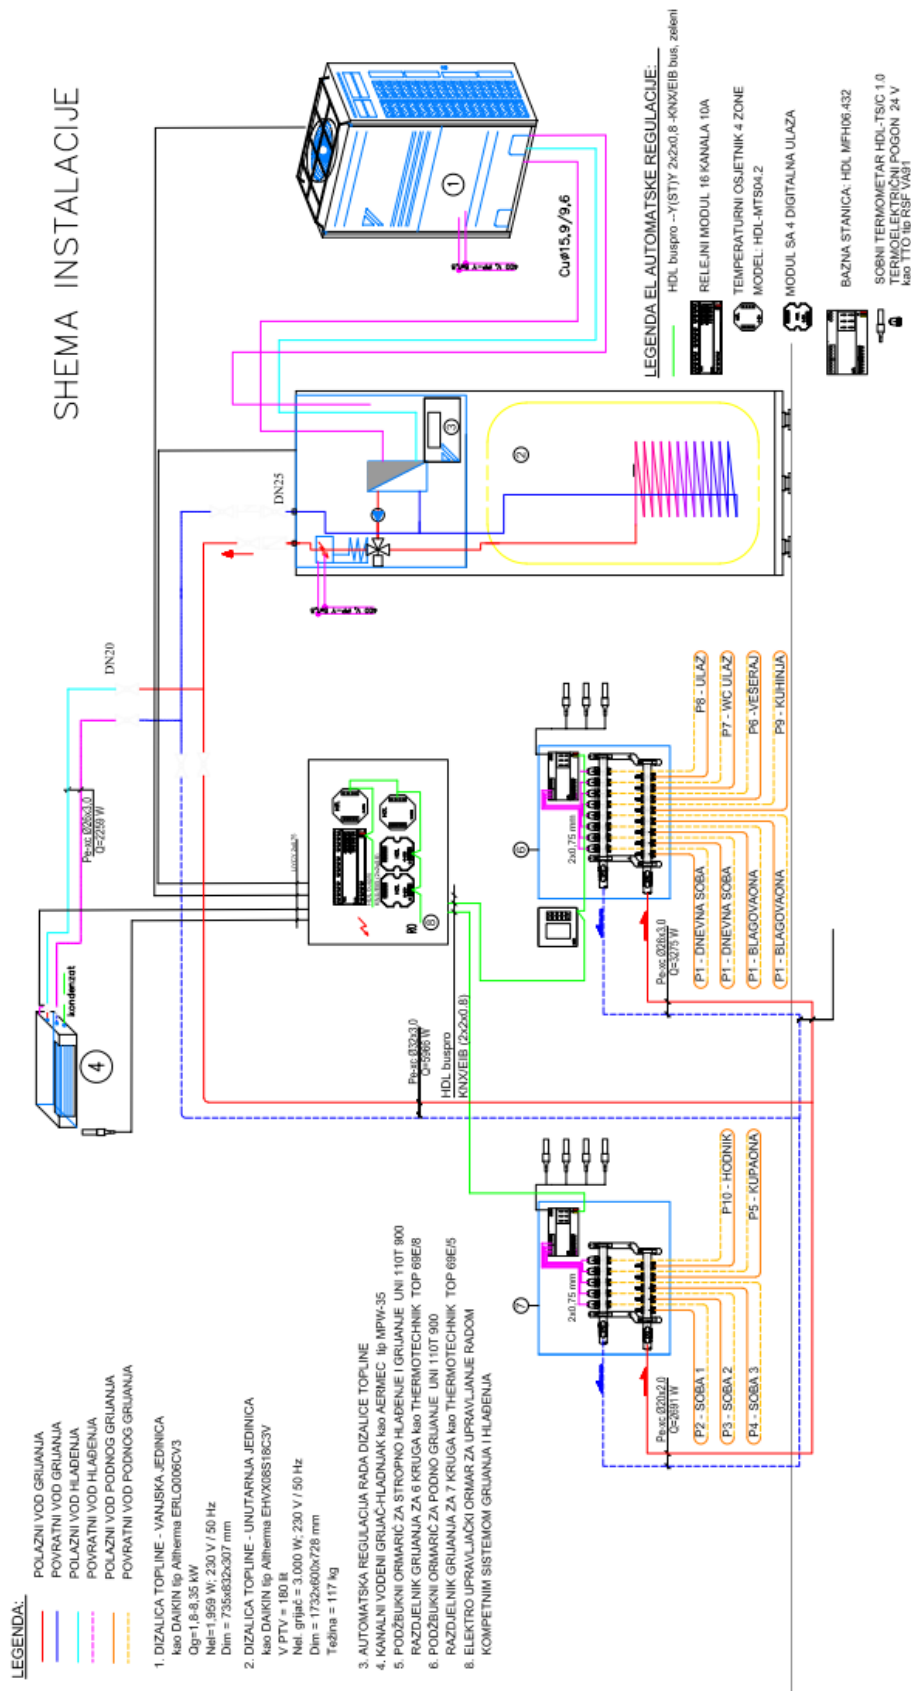 SHEMA INSTALACIJE
LEGENDA:
POLAZNI VOD GRIJANJA
POVRATNI VOD GRIJANJA
POLAZNI VOD HLAĐENJA
POVRATNI VOD HLAĐENJA
POLAZNI VOD PODNOG GRIJANJA
POVRATNI VOD PODNOG GRIJANJA
1. DIZALICA TOPLINE - VANJSKA JEDINICA
kao DAIKIN tip Altherma ERLQ006CV3
Qg=1,8-8,35 kW
Nel=1,959 W; 230 V / 50 Hz
Dim = 735x832x307 mm
2. DIZALICA TOPLINE - UNUTARNJA JEDINICA
kao DAIKIN tip Altherma EHVX08S18C3V
V PTV = 180 lit
Nel. grijač = 3.000 W; 230 V / 50 Hz
Dim = 1732x600x728 mm
Težina = 117 kg
3. AUTOMATSKA REGULACIJA RADA DIZALICE TOPLINE
4. KANALNI VODENI GRIJAČ-HLADNJAK kao AERMEC tip MPW-35
5. PODŽBUKNI ORMARIĆ ZA STROPNO HLAĐENJE I GRIJANJE UNI 110T 900
RAZDJELNIK GRIJANJA ZA 6 KRUGA kao THERMOTECHNIK TOP 69E/8
6. PODŽBUKNI ORMARIĆ ZA PODNO GRIJANJE UNI 110T 900
RAZDJELNIK GRIJANJA ZA 7 KRUGA kao THERMOTECHNIK TOP 69E/5
8. ELEKTRO UPRAVLJAČKI ORMAR ZA UPRAVLJANJE RADOM
KOMPETNIM SISTEMOM GRIJANJA I HLAĐENJA
4
kondenzat
Pe-xc Ø26x3,0
Q=2259 W
DN20
DN25
1
Cuø15,9/9,6
3
2
8
RO
Pe-xc Ø32x3,0
Q=5966 W
HDL buspro
KNX/EIB (2x2x0.8)
6
2x0,75 mm
Pe-xc Ø26x3,0
Q=3275 W
P1 - DNEVNA SOBA
P1 - DNEVNA SOBA
P1 - BLAGOVAONA
P1 - BLAGOVAONA
P8 - ULAZ
P7 - WC ULAZ
P6 -VEŠERAJ
P9 - KUHINJA
7
2x0,75 mm
Pe-xc Ø20x2,0
Q=2691 W
P2 - SOBA 1
P3 - SOBA 2
P4 - SOBA 3
P10 - HODNIK
P5 - KUPAONA
LEGENDA EL AUTOMATSKE REGULACIJE:
HDL buspro --Y(ST)Y 2x2x0,8 -KNX/EIB bus, zeleni
RELEJNI MODUL 16 KANALA 10A
TEMPERATURNI OSJETNIK 4 ZONE
MODEL: HDL-MTS04.2
MODUL SA 4 DIGITALNA ULAZA
BAZNA STANICA: HDL MFH06.432
SOBNI TERMOMETAR HDL-TS/C 1.0
TERMOELEKTRIČNI POGON 24 V
kao TTO tip RSF VA91